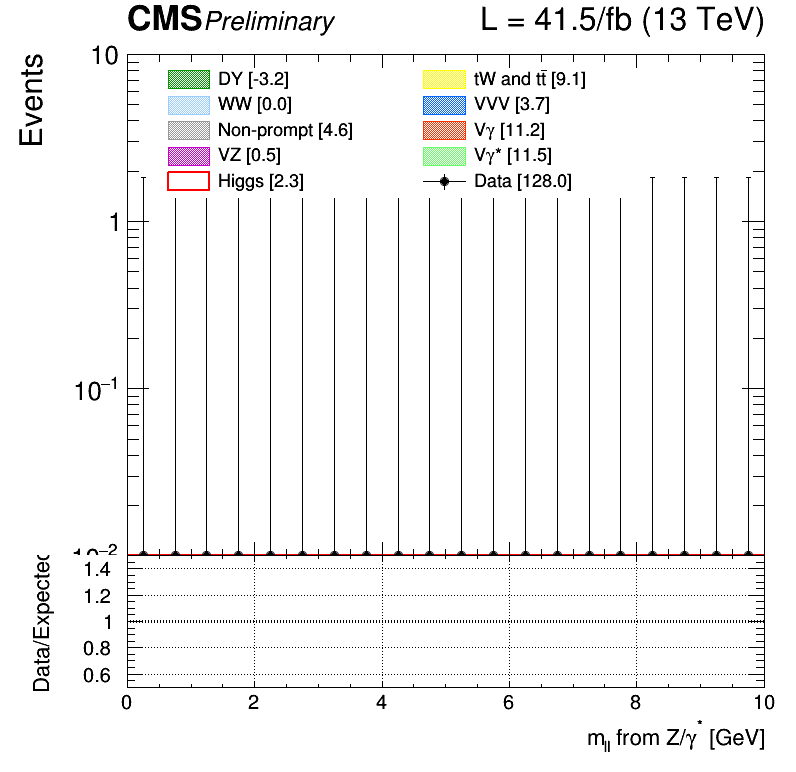 CMS Preliminary L = 41.5/fb (13 TeV)
Events
10
1
10⁻¹
10⁻²
DY [-3.2]
WW [0.0]
Non-prompt [4.6]
VZ [0.5]
Higgs [2.3]
tW and tt̄ [9.1]
VVV [3.7]
Vγ [11.2]
Vγ* [11.5]
Data [128.0]
Data/Expected
1.4
1.2
1
0.8
0.6
0 2 4 6 8 10
m_ll from Z/γ* [GeV]